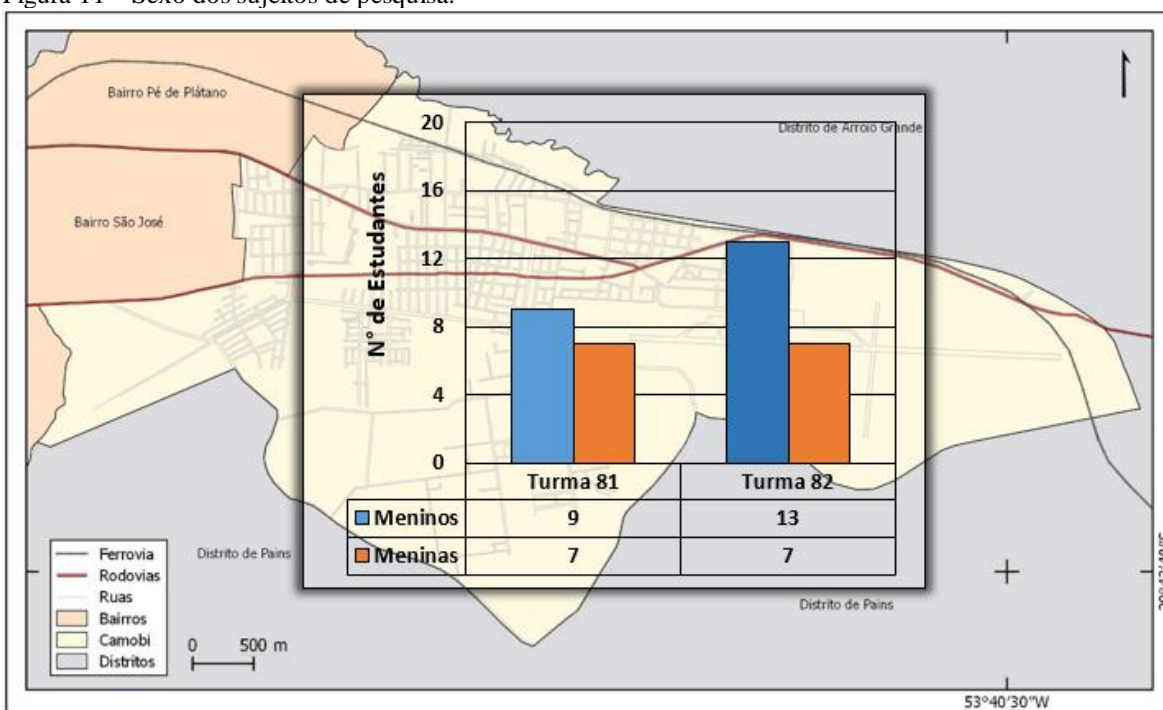 Figura 11 – Sexo dos sujeitos de pesquisa.
Bairro Pé de Plátano
Bairro São José
Distrito de Arroio Grande
N° de Estudantes
20
16
12
8
4
0
Turma 81 Turma 82
Meninos 9 13
Meninas 7 7
Distrito de Pains
Distrito de Pains
Ferrovia
Rodovias
Ruas
Bairros
Camobi
Distritos
0 500 m
53°40'30"W